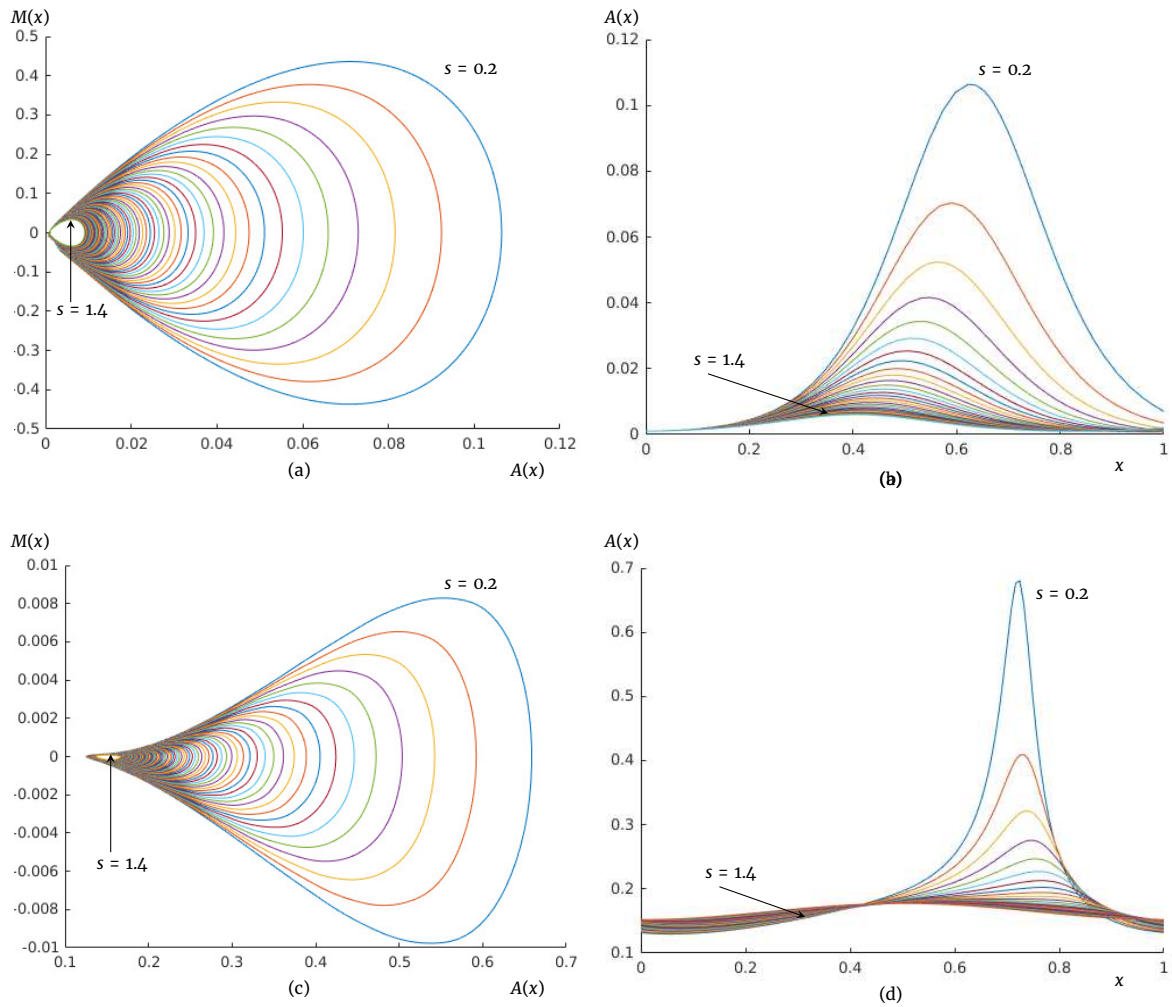 M(x)
0.5
0.4
0.3
0.2
0.1
0
-0.1
-0.2
-0.3
-0.4
-0.5
s = 0.2
s = 1.4
0 0.02 0.04 0.06 0.08 0.1 0.12
(a)
A(x)
A(x)
0.12
0.1
0.08
0.06
0.04
0.02
0
s = 0.2
s = 1.4
0 0.2 0.4 0.6 0.8 1
x
(b)
M(x)
0.01
0.008
0.006
0.004
0.002
0
-0.002
-0.004
-0.006
-0.008
-0.01
s = 0.2
s = 1.4
0.1 0.2 0.3 0.4 0.5 0.6 0.7
(c)
A(x)
A(x)
0.7
0.6
0.5
0.4
0.3
0.2
0.1
s = 0.2
s = 1.4
0 0.2 0.4 0.6 0.8 1
x
(d)